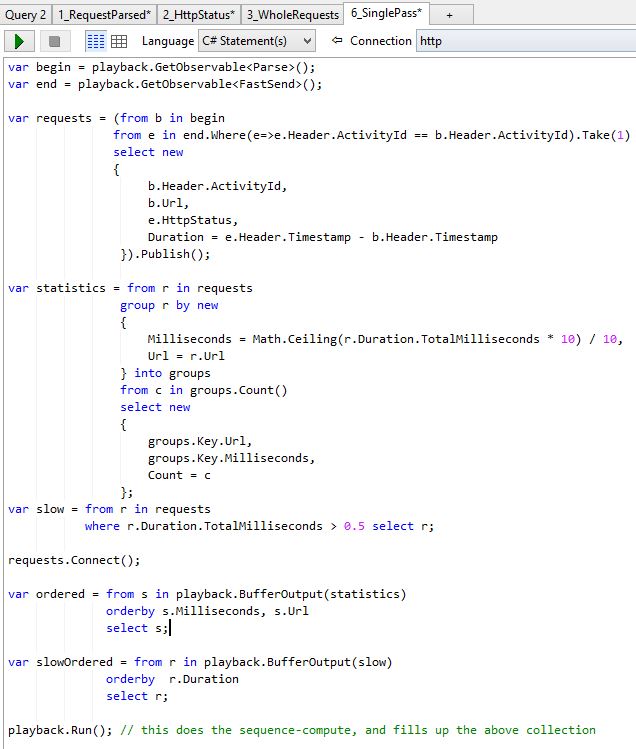 Query 2 1_RequestParsed* 2_HttpStatus* 3_WholeRequests 6_SinglePass* +
Language C# Statement(s) Connection http
var begin = playback.GetObservable<Parse>();
var end = playback.GetObservable<FastSend>();
var requests = (from b in begin
from e in end.Where(e=>e.Header.ActivityId == b.Header.ActivityId).Take(1)
select new
{
b.Header.ActivityId,
b.Url,
e.HttpStatus,
Duration = e.Header.Timestamp - b.Header.Timestamp
}).Publish();
var statistics = from r in requests
group r by new
{
Milliseconds = Math.Ceiling(r.Duration.TotalMilliseconds * 10) / 10,
Url = r.Url
} into groups
from c in groups.Count()
select new
{
groups.Key.Url,
groups.Key.Milliseconds,
Count = c
};
var slow = from r in requests
where r.Duration.TotalMilliseconds > 0.5 select r;
requests.Connect();
var ordered = from s in playback.BufferOutput(statistics)
orderby s.Milliseconds, s.Url
select s;
var slowOrdered = from r in playback.BufferOutput(slow)
orderby  r.Duration
select r;
playback.Run(); // this does the sequence-compute, and fills up the above collection